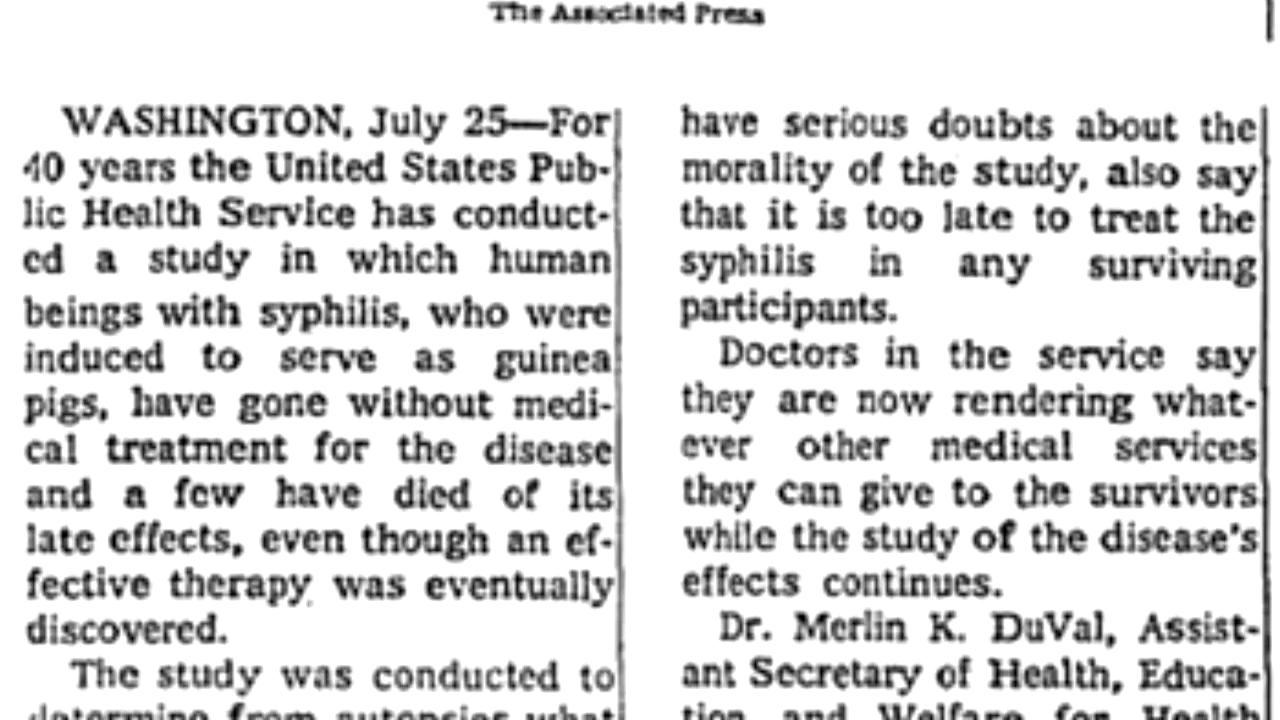 The Associated Press
WASHINGTON, July 25—For
40 years the United States Pub-
lic Health Service has conduct-
ed a study in which human
beings with syphilis, who were
induced to serve as guinea
pigs, have gone without medi-
cal treatment for the disease
and a few have died of its
late effects, even though an ef-
fective therapy was eventually
discovered.
The study was conducted to
determine from autopsies what
have serious doubts about the
morality of the study, also say
that it is too late to treat the
syphilis in any surviving
participants.
Doctors in the service say
they are now rendering what-
ever other medical services
they can give to the survivors
while the study of the disease's
effects continues.
Dr. Merlin K. DuVal, Assist-
ant Secretary of Health, Educa-
tion and Welfare for Health